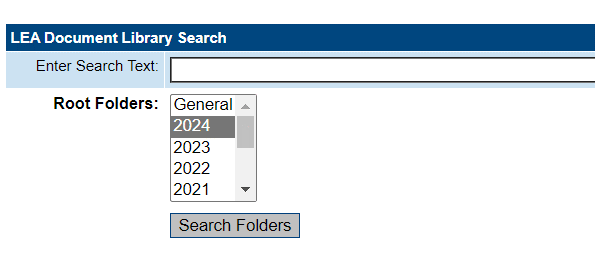 LEA Document Library Search
Enter Search Text:
Root Folders:
General
2024
2023
2022
2021
Search Folders